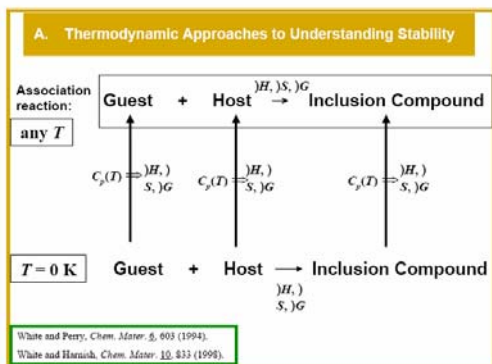 A. Thermodynamic Approaches to Understanding Stability
Association
reaction:
)H, )S, )G
Guest + Host → Inclusion Compound
any T
Cp(T) ⇒ )H, )
S, )G
Cp(T) ⇒ )H, )
S, )G
Cp(T) ⇒ )H, )
S, )G
T = 0 K
Guest + Host → Inclusion Compound
)H, )
S, )G
White and Perry, Chem. Mater. 6, 603 (1994).
White and Harnish, Chem. Mater. 10, 833 (1998).